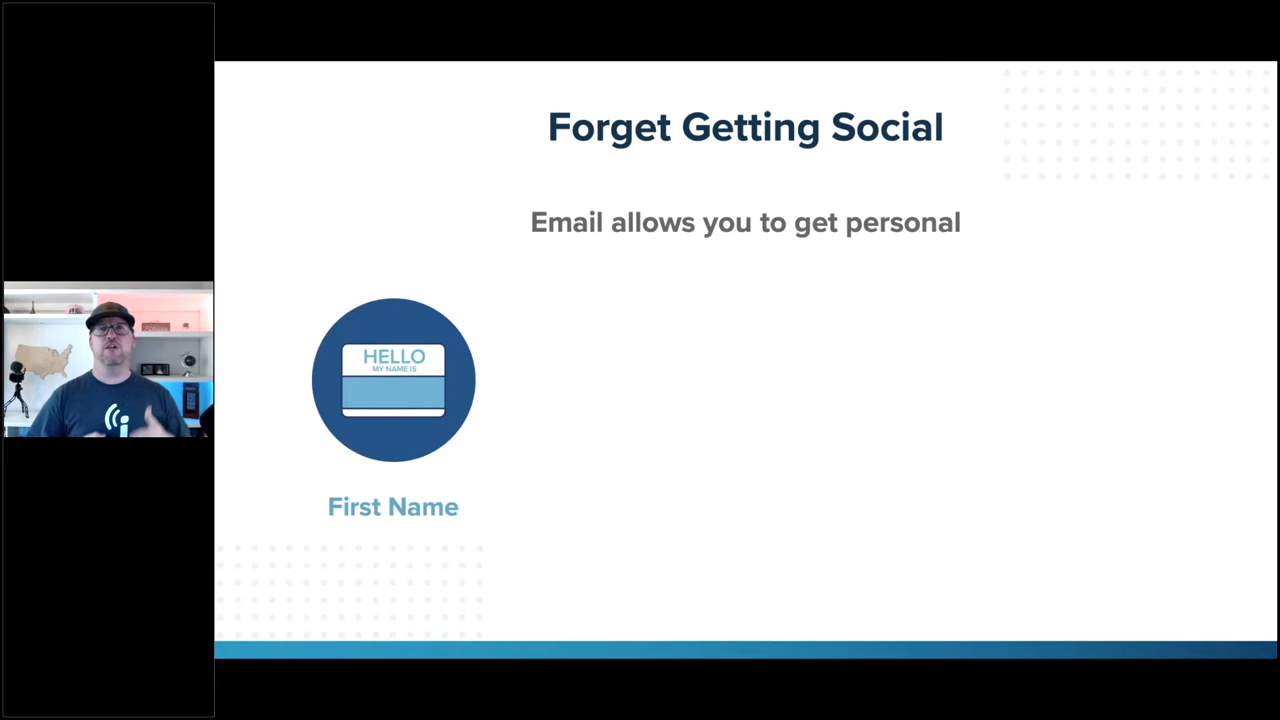 Forget Getting Social
Email allows you to get personal
HELLO
MY NAME IS
First Name